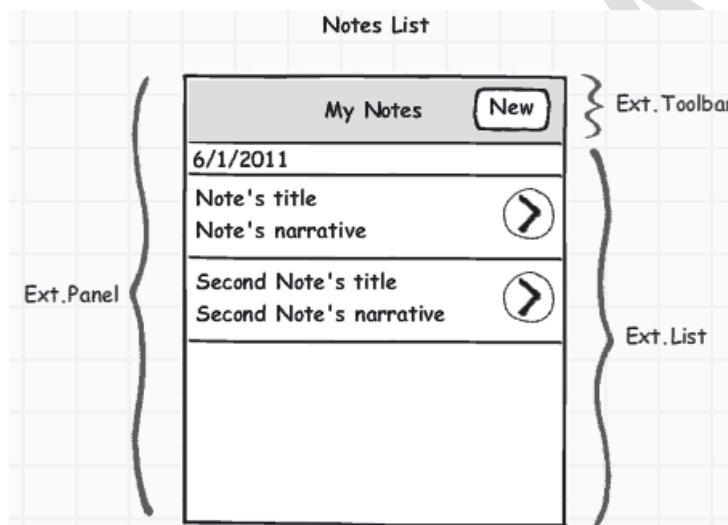 Notes List
My Notes
New
Ext.Toolbar
6/1/2011
Note's title
Note's narrative
Ext.Panel
Second Note's title
Second Note's narrative
Ext.List